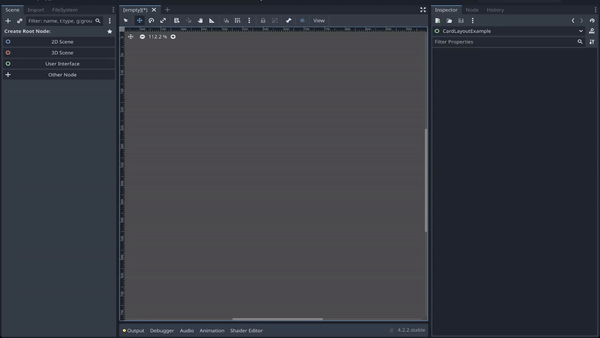 Scene Import FileSystem
Filter: name, t:type, g:grou
Create Root Node:
2D Scene
3D Scene
User Interface
Other Node
[empty](*)
View
112.2 %
Output Debugger Audio Animation Shader Editor
4.2.2.stable
Inspector Node History
CardLayoutExample
Filter Properties